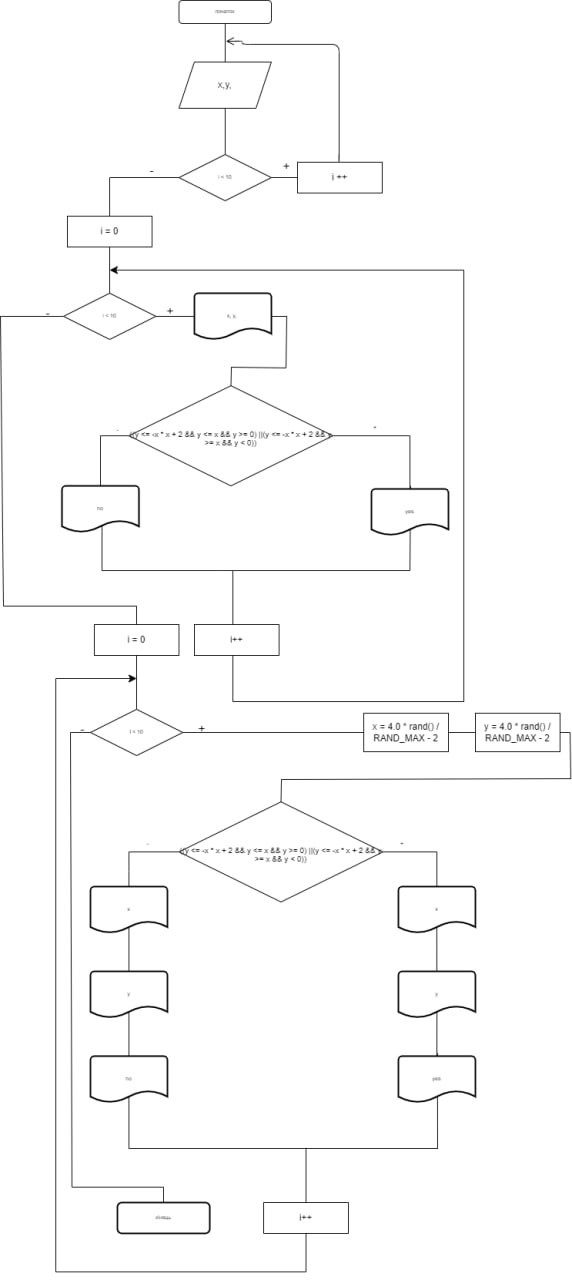 початок
x,y,
i < 10
-
+
i ++
i = 0
i < 10
-
+
x, y,
((y <= -x * x + 2 && y <= x && y >= 0) ||(y <= -x * x + 2 && y
>= x && y < 0))
-
+
no
yes
i = 0
i++
i < 10
-
+
x = 4.0 * rand() /
RAND_MAX - 2
y = 4.0 * rand() /
RAND_MAX - 2
((y <= -x * x + 2 && y <= x && y >= 0) ||(y <= -x * x + 2 && y
>= x && y < 0))
-
+
x
x
y
y
no
yes
i++